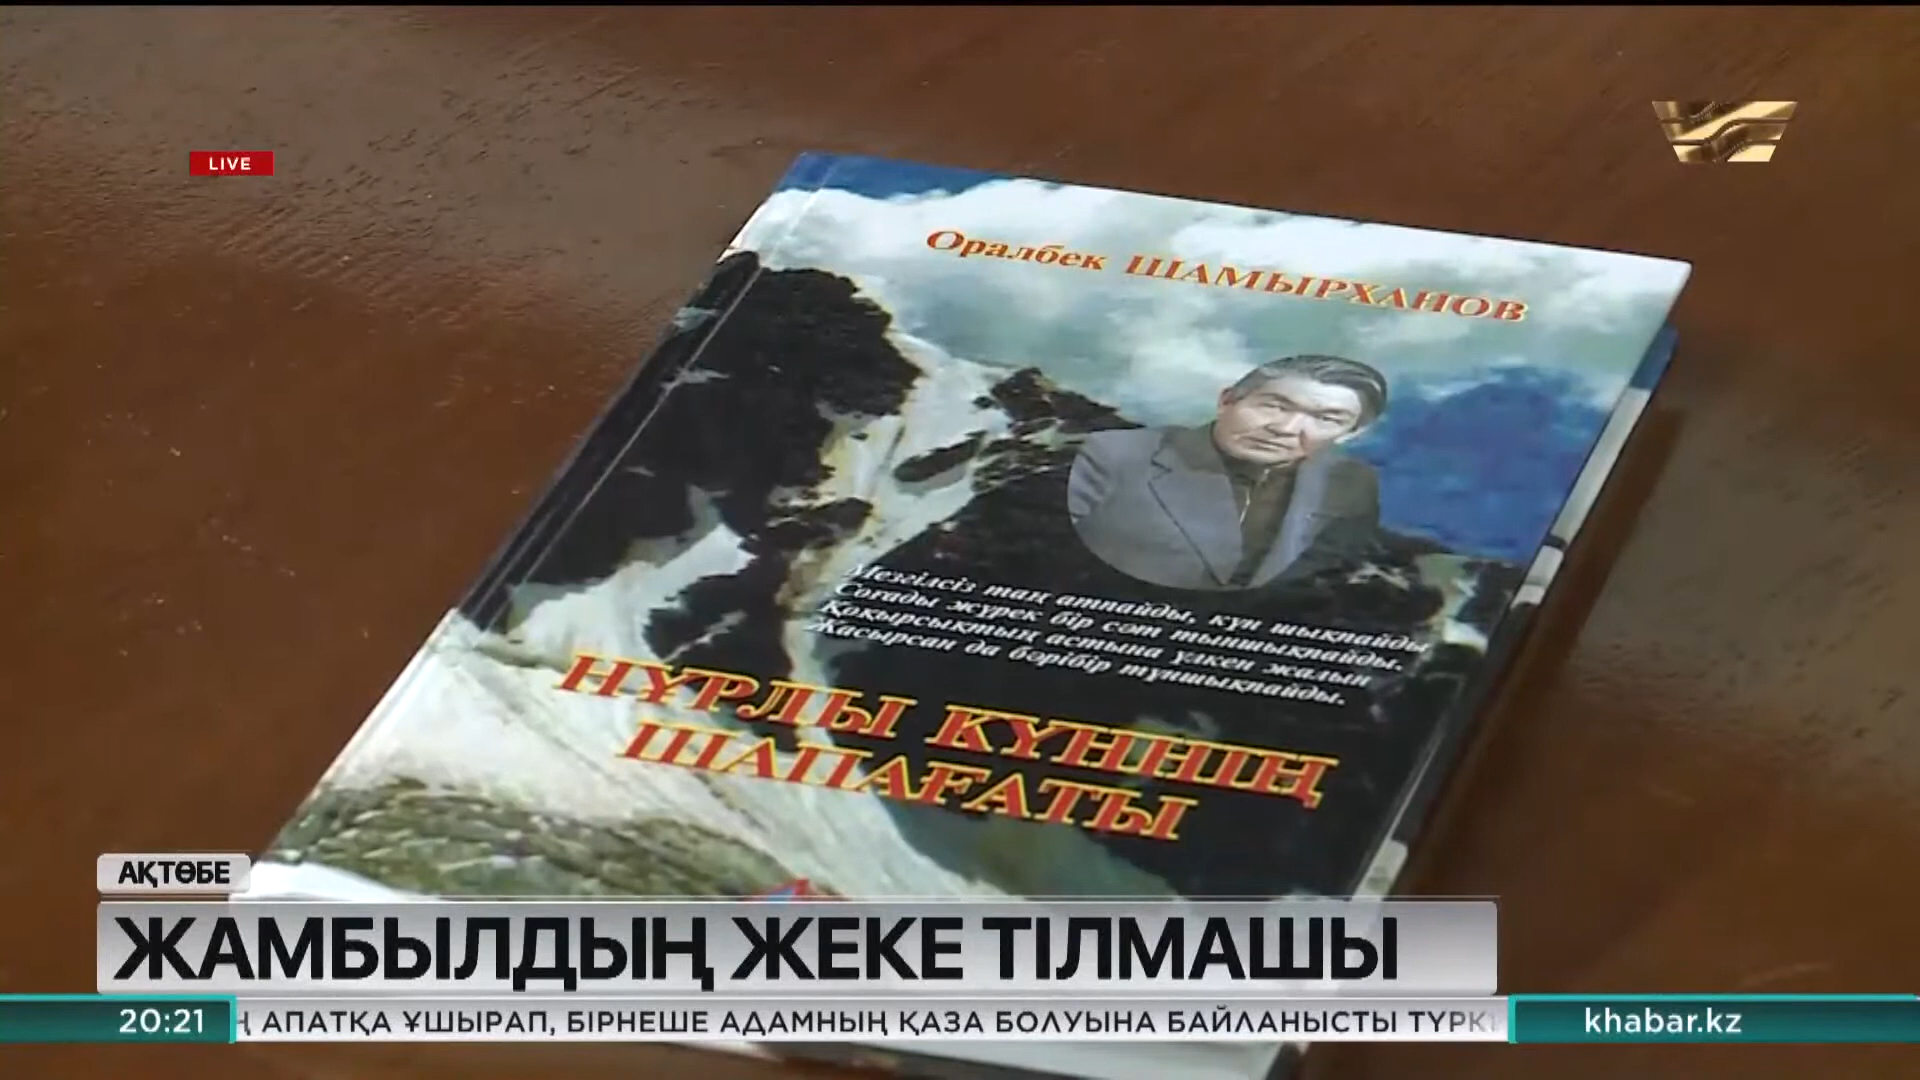 LIVE
Оралбек ШАМЫРХАНОВ
Мезгілсіз таң атпайды, күн шықпайды
Соғады жүрек бір сәт тыншықпайды.
Қоқырсықтың астына үлкен жалын
Жасырсан да бәрібір тұншықпайды.
НҰРЛЫ КҮННІҢ
ШАПАҒАТЫ
АҚТӨБЕ
ЖАМБЫЛДЫҢ ЖЕКЕ ТІЛМАШЫ
20:21
АПАТҚА ҰШЫРАП, БІРНЕШЕ АДАМНЫҢ ҚАЗА БОЛУЫНА БАЙЛАНЫСТЫ
khabar.kz